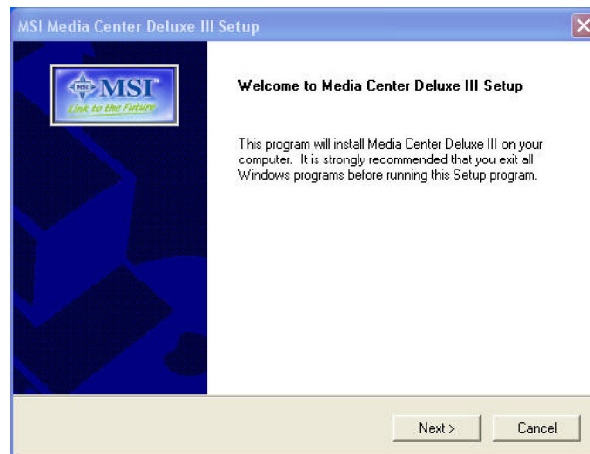 MSI Media Center Deluxe III Setup
MSI
Link to the Future
Welcome to Media Center Deluxe III Setup
This program will install Media Center Deluxe III on your
computer. It is strongly recommended that you exit all
Windows programs before running this Setup program.
Next >
Cancel